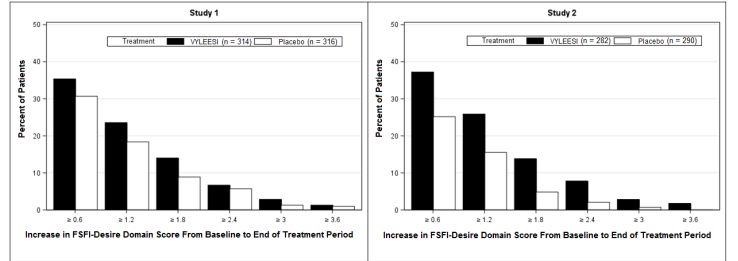 Study 1
50
40
30
20
10
0
Percent of Patients
Treatment VYLEESI (n = 314) Placebo (n = 316)
≥ 0.6 ≥ 1.2 ≥ 1.8 ≥ 2.4 ≥ 3 ≥ 3.6
Increase in FSFI-Desire Domain Score From Baseline to End of Treatment Period
Study 2
50
40
30
20
10
0
Percent of Patients
Treatment VYLEESI (n = 282) Placebo (n = 290)
≥ 0.6 ≥ 1.2 ≥ 1.8 ≥ 2.4 ≥ 3 ≥ 3.6
Increase in FSFI-Desire Domain Score From Baseline to End of Treatment Period